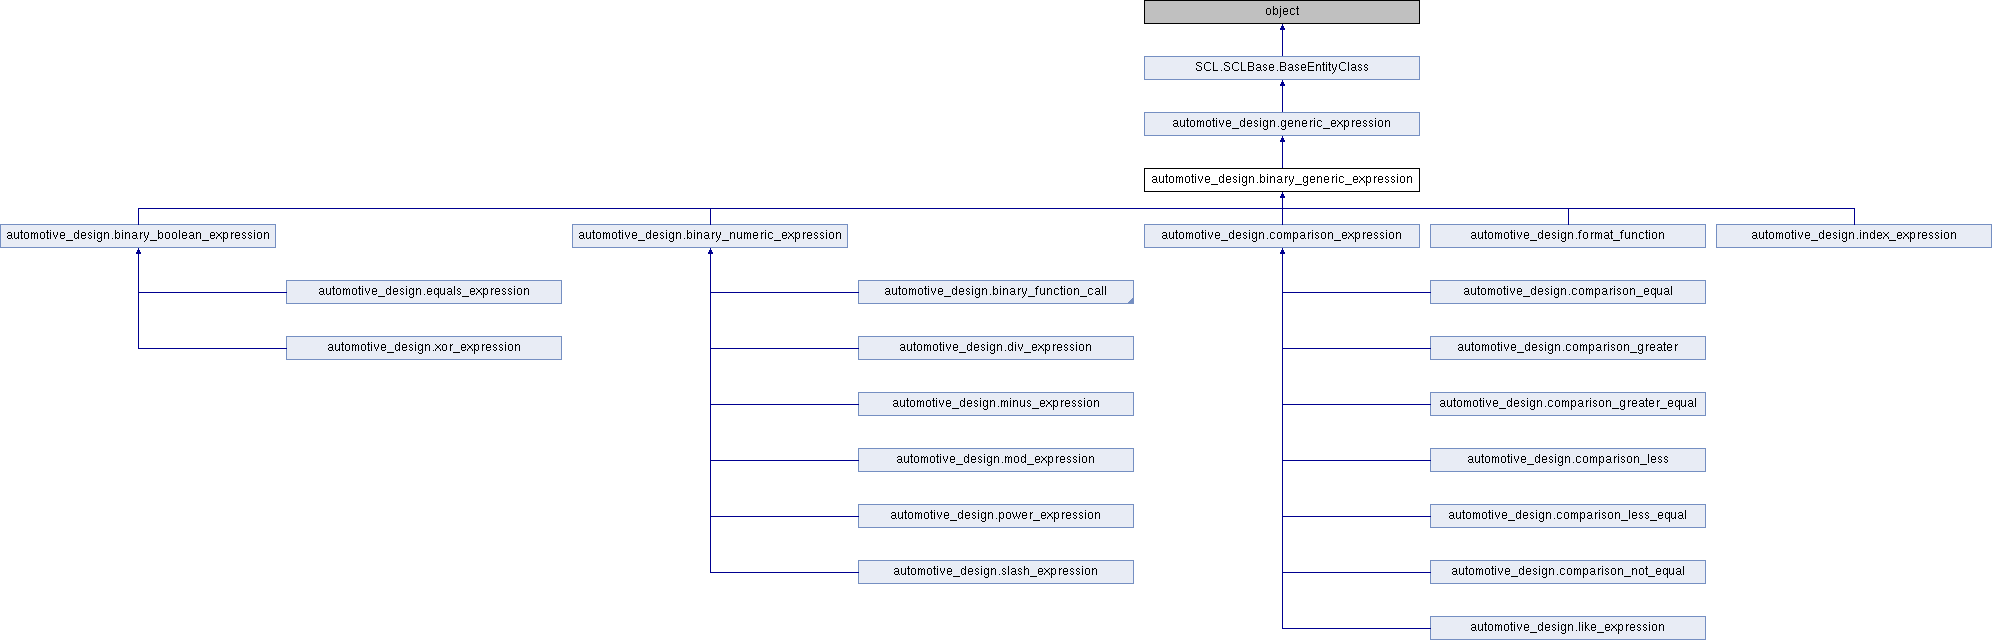 object
SCL.SCLBase.BaseEntityClass
automotive_design.generic_expression
automotive_design.binary_generic_expression
automotive_design.binary_boolean_expression
automotive_design.binary_numeric_expression
automotive_design.comparison_expression
automotive_design.format_function
automotive_design.index_expression
automotive_design.equals_expression
automotive_design.binary_function_call
automotive_design.comparison_equal
automotive_design.xor_expression
automotive_design.div_expression
automotive_design.comparison_greater
automotive_design.minus_expression
automotive_design.comparison_greater_equal
automotive_design.mod_expression
automotive_design.comparison_less
automotive_design.power_expression
automotive_design.comparison_less_equal
automotive_design.slash_expression
automotive_design.comparison_not_equal
automotive_design.like_expression